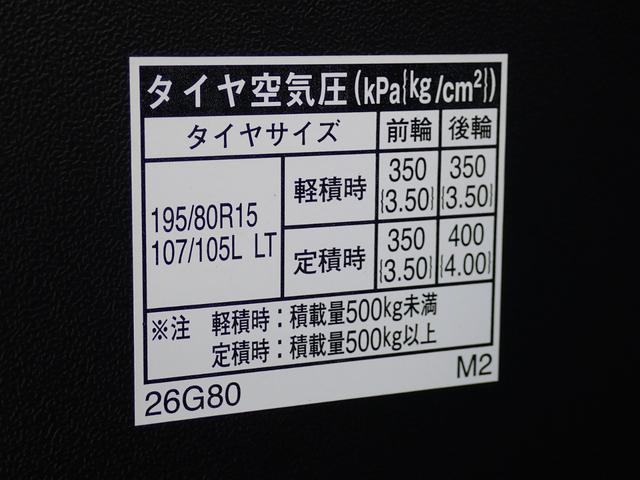 タイヤ空気圧(kPa{kg/cm²})
タイヤサイズ 前輪 後輪
195/80R15
107/105L LT
軽積時 350 {3.50} 350 {3.50}
定積時 350 {3.50} 400 {4.00}
※注 軽積時:積載量500kg未満
定積時:積載量500kg以上
26G80 M2